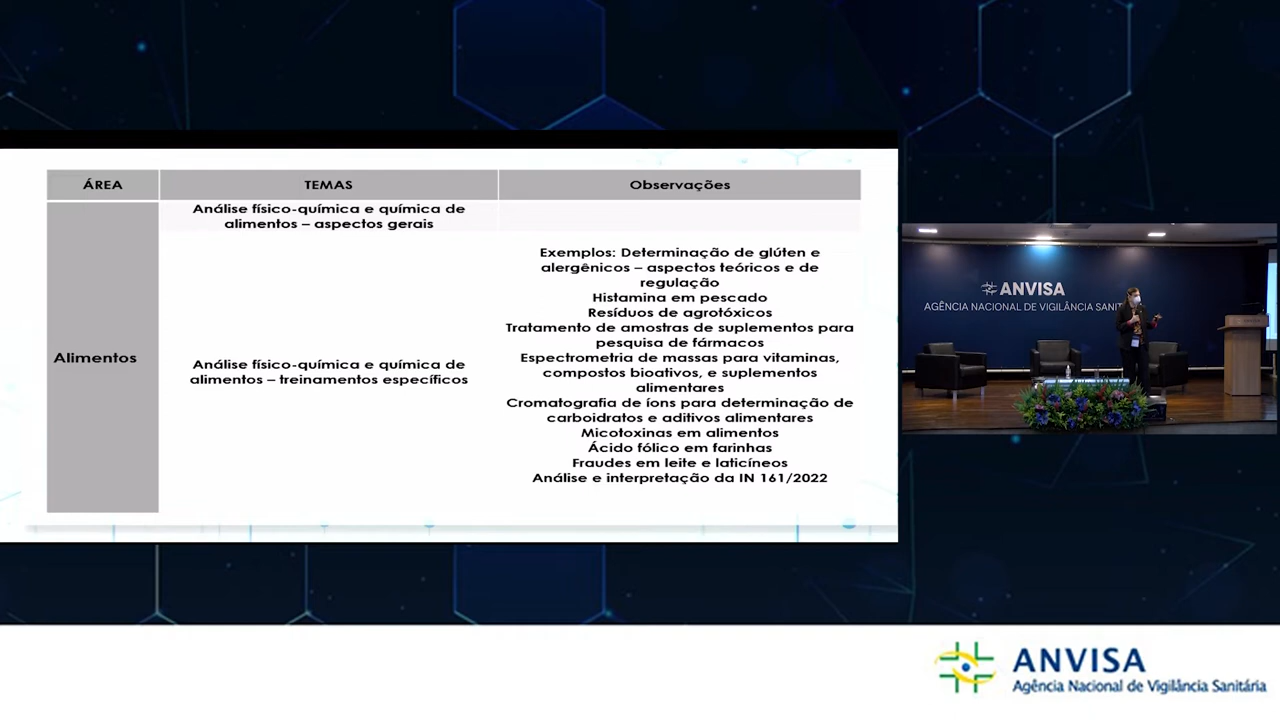 ÁREA
TEMAS
Observações
Análise físico-química e química de
alimentos – aspectos gerais
Alimentos
Análise físico-química e química de
alimentos – treinamentos específicos
Exemplos: Determinação de glúten e
alergênicos – aspectos teóricos e de
regulação
Histamina em pescado
Resíduos de agrotóxicos
Tratamento de amostras de suplementos para
pesquisa de fármacos
Espectrometria de massas para vitaminas,
compostos bioativos, e suplementos
alimentares
Cromatografia de íons para determinação de
carboidratos e aditivos alimentares
Micotoxinas em alimentos
Ácido fólico em farinhas
Fraudes em leite e laticíneos
Análise e interpretação da IN 161/2022
ANVISA
AGÊNCIA NACIONAL DE VIGILÂNCIA SANIT
ANVISA
Agência Nacional de Vigilância Sanitária